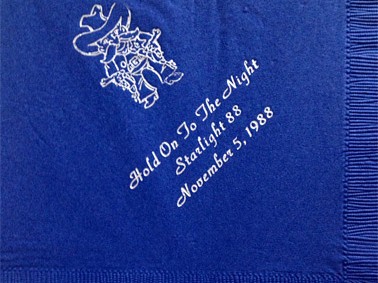 Hold On To The Night
Starlight 88
November 5, 1988